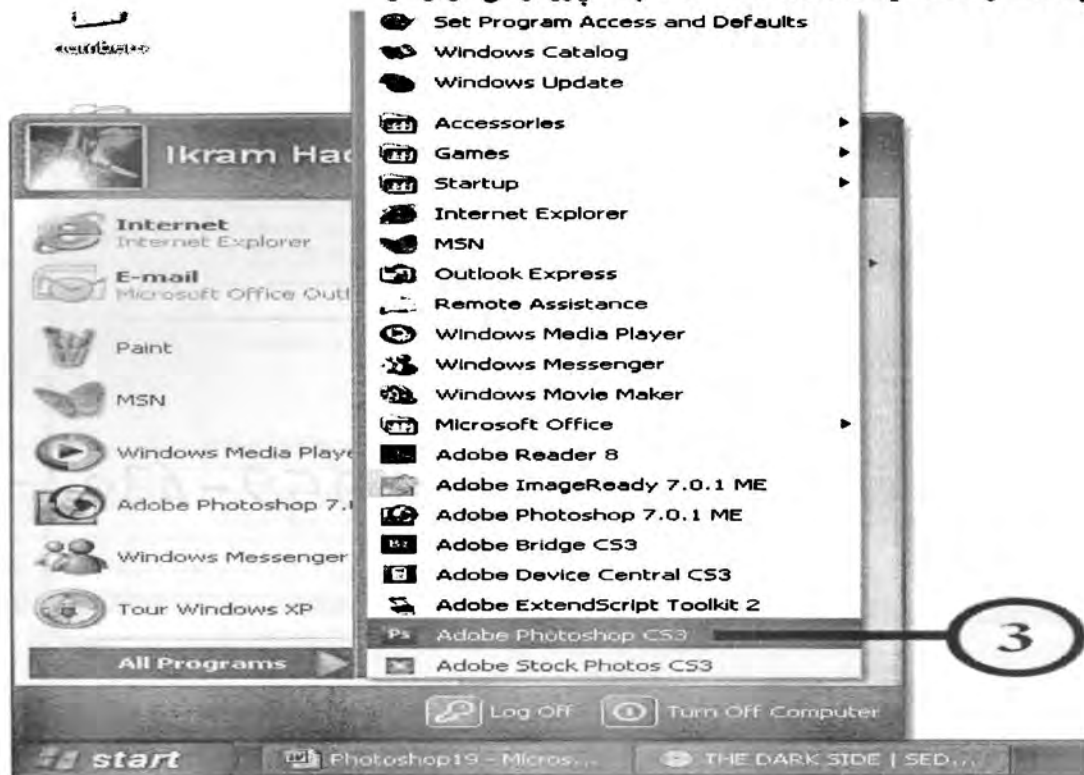 Set Program Access and Defaults
Windows Catalog
Windows Update
Accessories
Games
Startup
Internet Explorer
MSN
Outlook Express
Remote Assistance
Windows Media Player
Windows Messenger
Windows Movie Maker
Microsoft Office
Adobe Reader 8
Adobe ImageReady 7.0.1 ME
Adobe Photoshop 7.0.1 ME
Adobe Bridge CS3
Adobe Device Central CS3
Adobe ExtendScript Toolkit 2
Ps Adobe Photoshop CS3
3
Adobe Stock Photos CS3
Ikram Hac
Internet
Internet Explorer
E-mail
Microsoft Office Outl
Paint
MSN
Windows Media Playe
Adobe Photoshop 7.
Windows Messenger
Tour Windows XP
All Programs
Log Off
Turn Off Computer
start
Photoshop19 - Micros...
THE DARK SIDE | SED...